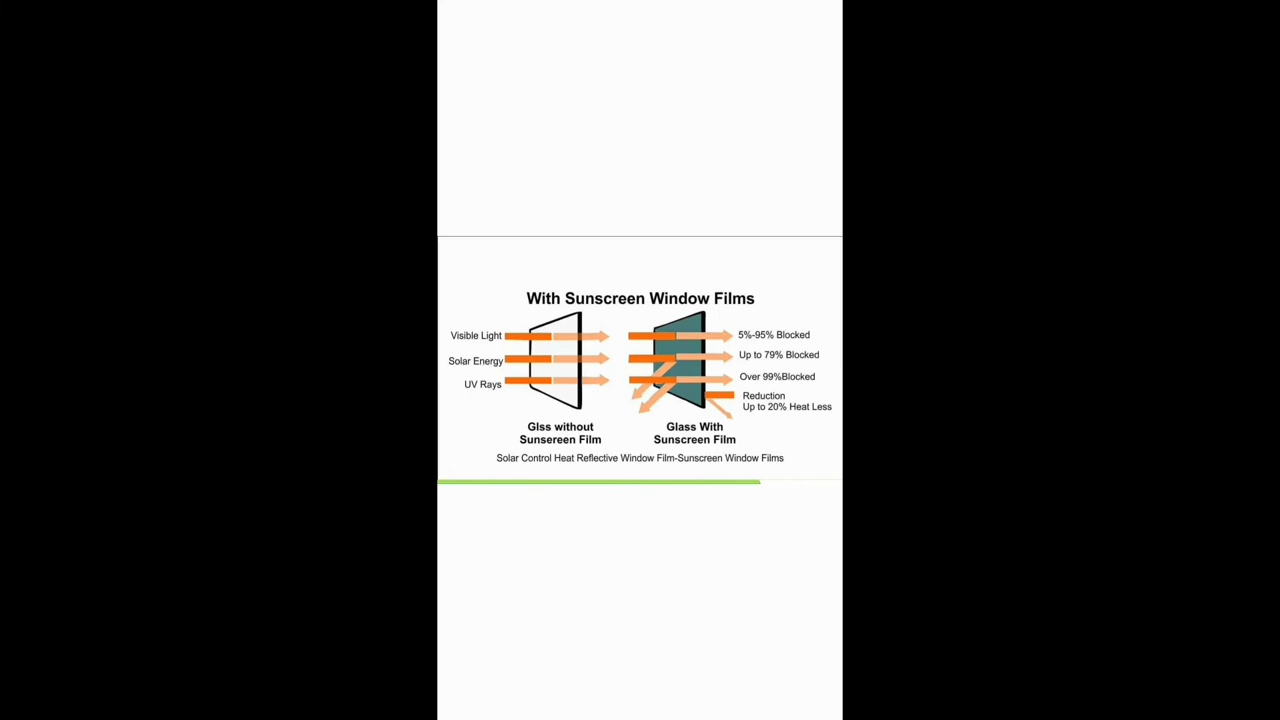 With Sunscreen Window Films
Visible Light
Solar Energy
UV Rays
5%-95% Blocked
Up to 79% Blocked
Over 99%Blocked
Reduction
Up to 20% Heat Less
Glss without
Sunsereen Film
Glass With
Sunscreen Film
Solar Control Heat Reflective Window Film-Sunscreen Window Films